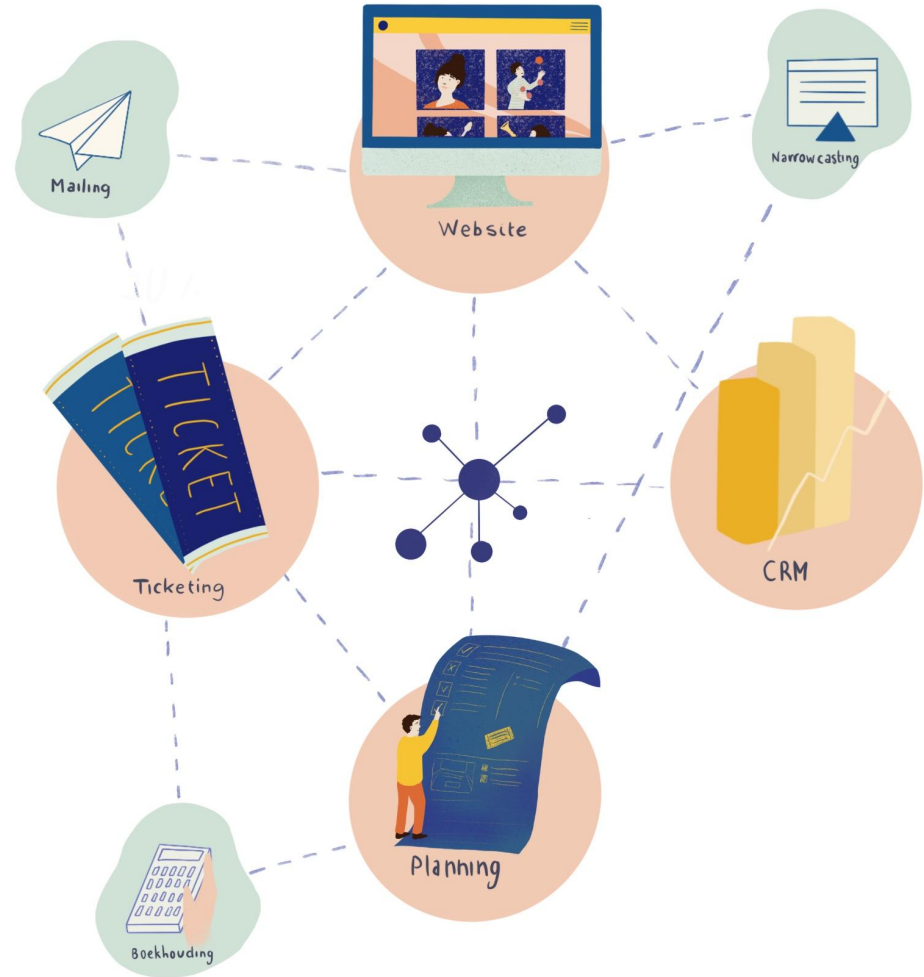 Mailing
Website
Narrowcasting
TICKET
Ticketing
CRM
Planning
Boekhouding